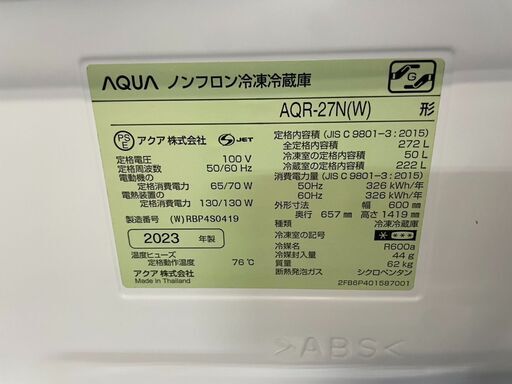 AQUA ノンフロン冷凍冷蔵庫
G
AQR-27N(W) 形
PS E アクア 株式会社 S-JET
定格電圧 100 V
定格周波数 50/60 Hz
電動機の
定格消費電力 65/70 W
電熱装置の
定格消費電力 130/130 W
製造番号 (W)RBP4S0419
2023 年製
温度ヒューズ
定格動作温度 76℃
アクア 株式会社
Made in Thailand
定格内容積 (JIS C 9801-3 : 2015)
全定格内容積 272 L
冷凍室の定格内容積 50 L
冷蔵室の定格内容積 222 L
消費電力量 (JIS C 9801-3 : 2015)
50Hz 326 kWh/年
60Hz 326 kWh/年
外形寸法 幅 600 mm
奥行 657 mm 高さ 1419 mm
種類 冷凍冷蔵庫
冷凍室の記号 * ***
冷媒名 R600a
冷媒封入量 44 g
質量 62 kg
断熱発泡ガス シクロペンタン
2FB6P401587001
>ABS<